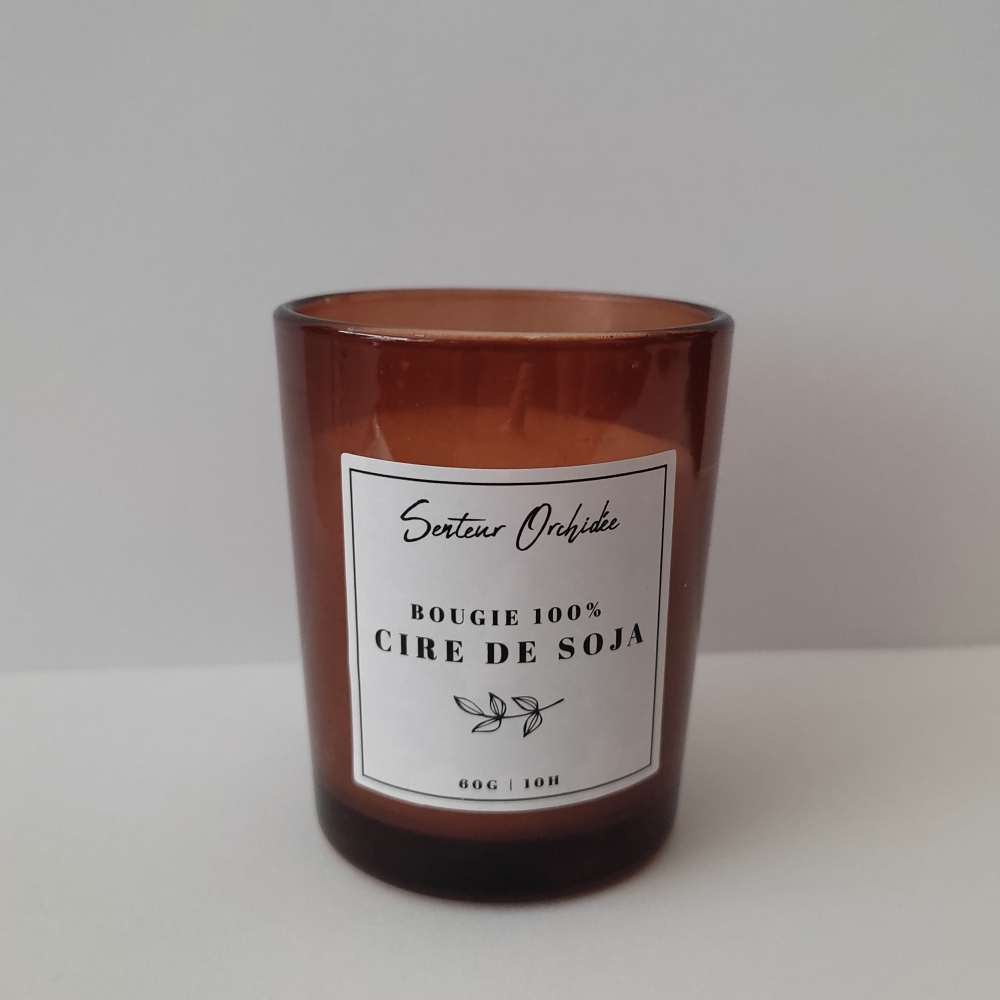 Senteur Orchidée
BOUGIE 100%
CIRE DE SOJA
60G | 10H